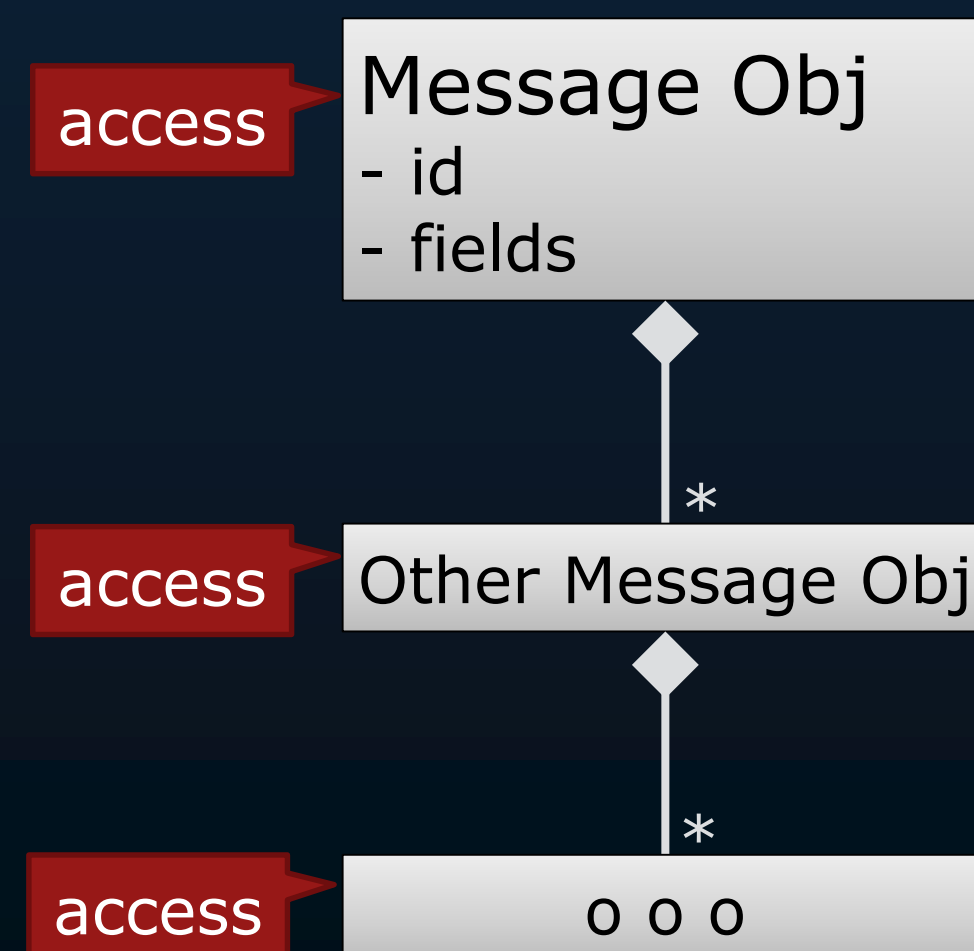 access
Message Obj
- id
- fields
*
access
Other Message Obj
*
access
o o o